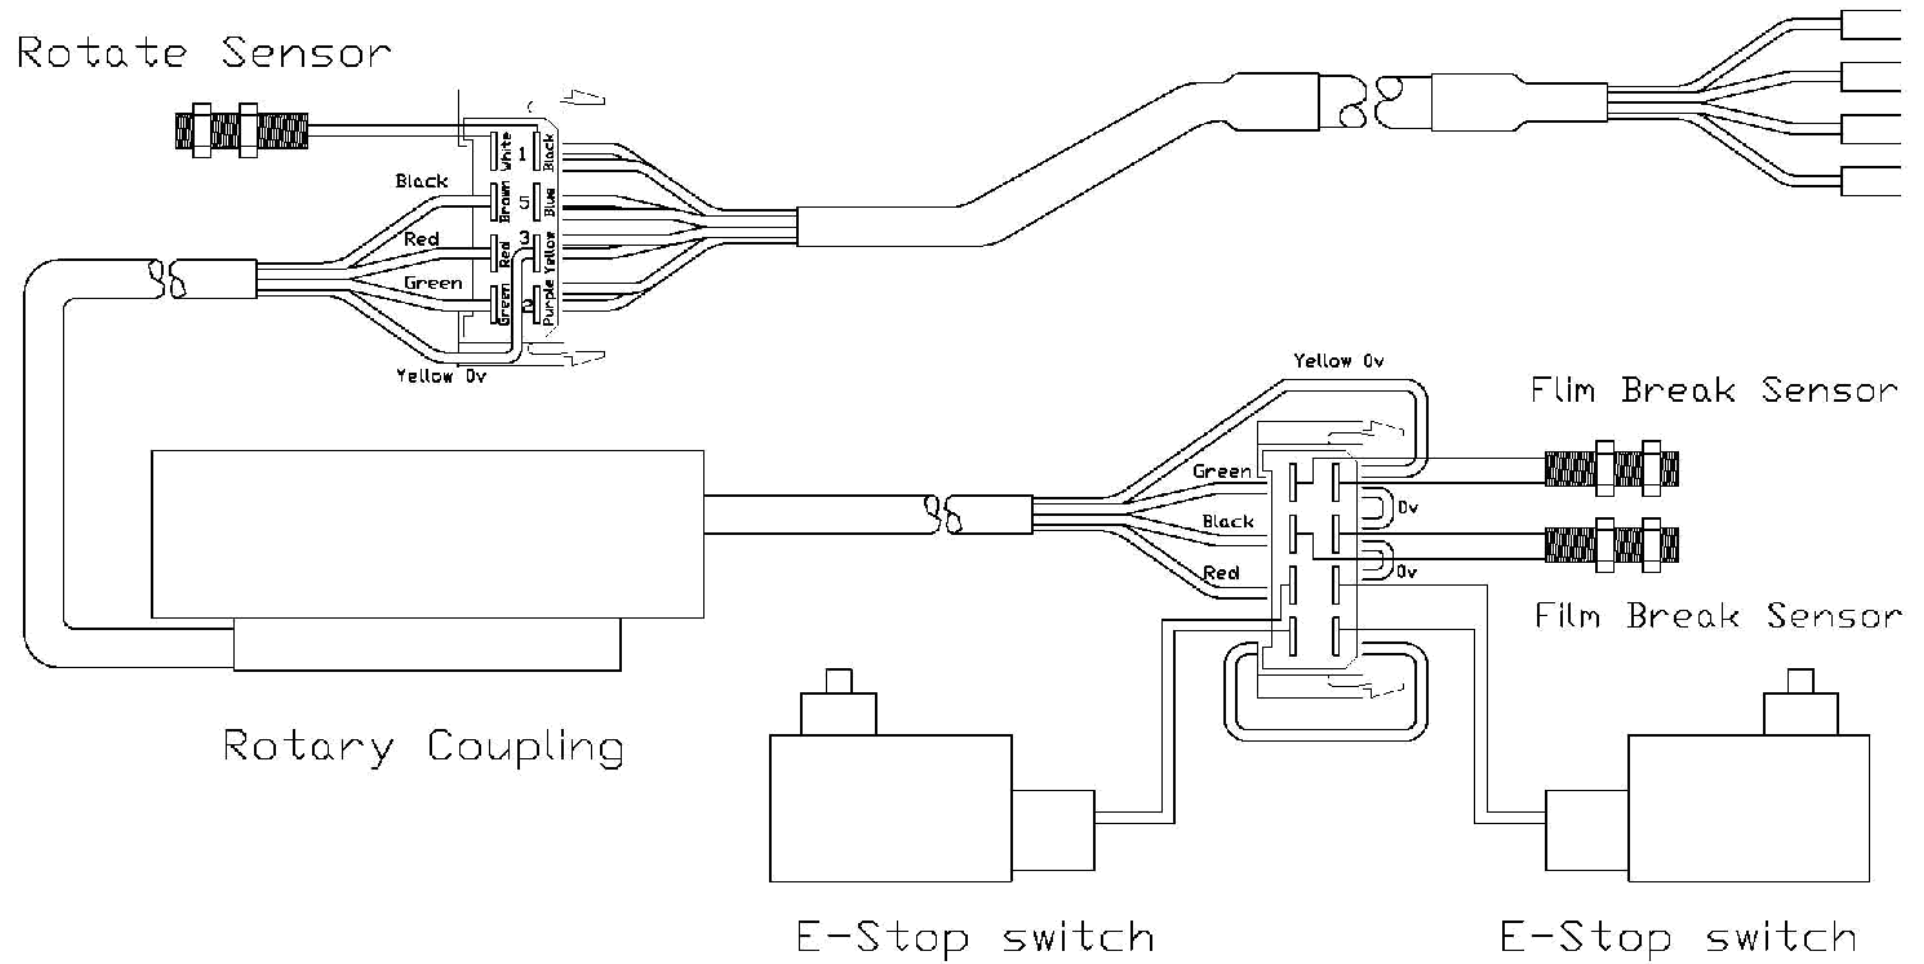 Rotate Sensor
White 1 Black
Black
Brown 5 Blue
Red
Red 3 Yellow
Green
Green 2 Purple
Yellow 0v
Yellow 0v
Flim Break Sensor
Green
0v
Black
0v
Red
Film Break Sensor
Rotary Coupling
E-Stop switch
E-Stop switch